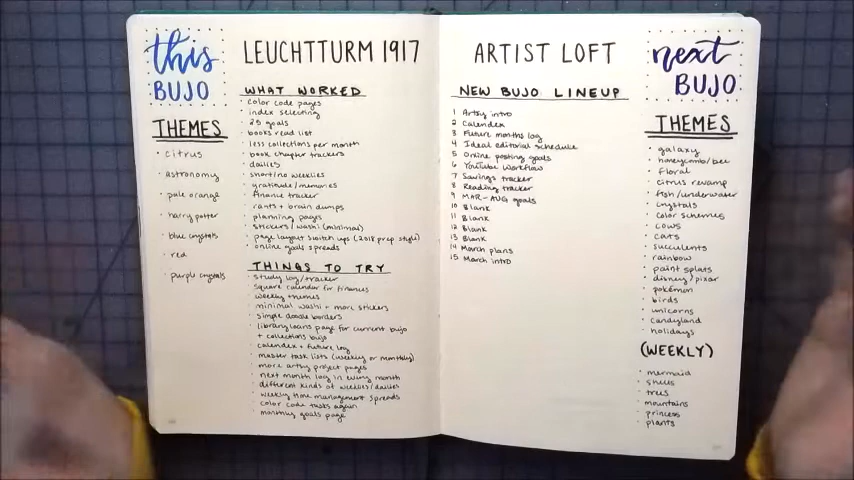 this
BUJO
THEMES
· citrus
· astronomy
· pale orange
· harry potter
· blue crystals
· red
· purple crystals
LEUCHTTURM 1917
WHAT WORKED
· color code pages
· index selecting
· 25 goals
· books read list
· less collections per month
· book chapter trackers
· dailies
· short/no weeklies
· gratitude/memories
· finance tracker
· rants + brain dumps
· planning pages
· stickers/washi (minimal)
· page layout switch ups (2018 prep style)
· online goals spreads
THINGS TO TRY
· study log/tracker
· square calendar for finances
· weekly themes
· minimal washi + more stickers
· simple doodle borders
· library loans page for current bujo
+ collections bujo
· calendex + future log
· master task lists (weekly or monthly)
· more artsy project pages
· next month log in every month
· different kinds of weeklies/dailies
· weekly time management spreads
· color code tasks again
· monthly goals page
ARTIST LOFT
NEW BUJO LINEUP
1 Artsy intro
2 Calendex
3 Future months log
4 Ideal editorial schedule
5 Online posting goals
6 YouTube workflow
7 Savings tracker
8 Reading tracker
9 MAR-AUG goals
10 Blank
11 Blank
12 Blank
13 Blank
14 March plans
15 March intro
next
BUJO
THEMES
· galaxy
· honeycomb/bee
· floral
· citrus revamp
· fish/underwater
· crystals
· color schemes
· cows
· cats
· succulents
· rainbow
· paint splats
· disney/pixar
· pokémon
· birds
· unicorns
· candyland
· holidays
(WEEKLY)
· mermaid
· shells
· trees
· mountains
· princess
· plants